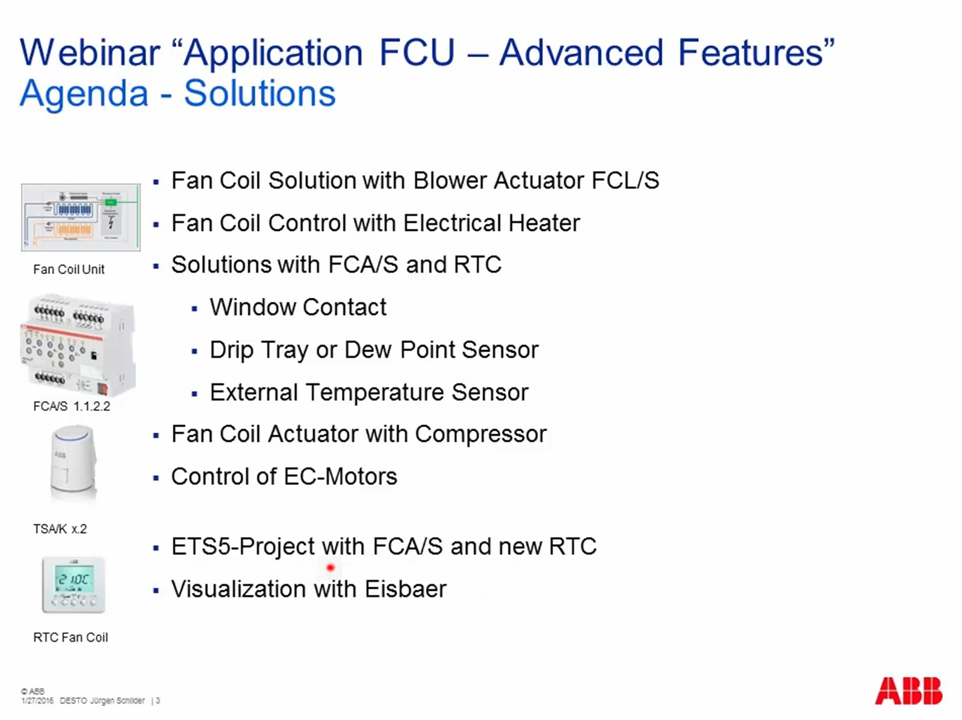 Webinar “Application FCU – Advanced Features”
Agenda - Solutions
▪ Fan Coil Solution with Blower Actuator FCL/S
▪ Fan Coil Control with Electrical Heater
▪ Solutions with FCA/S and RTC
▪ Window Contact
▪ Drip Tray or Dew Point Sensor
▪ External Temperature Sensor
▪ Fan Coil Actuator with Compressor
▪ Control of EC-Motors
▪ ETS5-Project with FCA/S and new RTC
▪ Visualization with Eisbaer
Fan Coil Unit
FCA/S 1.1.2.2
ABB
TSA/K x.2
ABB
210C
RTC Fan Coil
© ABB
1/27/2016 DESTO Jürgen Schilder | 3
ABB